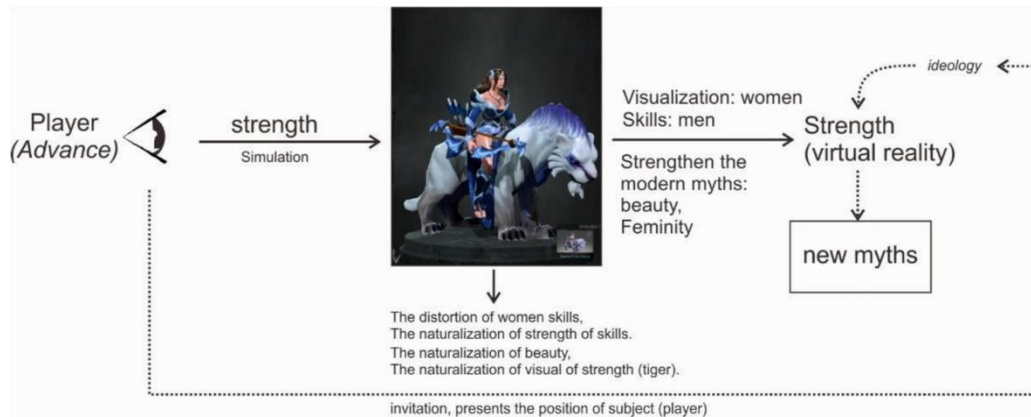 Player
(Advance)
strength
Simulation
Visualization: women
Skills: men
Strengthen the
modern myths:
beauty,
Feminity
ideology
Strength
(virtual reality)
new myths
The distortion of women skills,
The naturalization of strength of skills.
The naturalization of beauty,
The naturalization of visual of strength (tiger).
invitation, presents the position of subject (player)